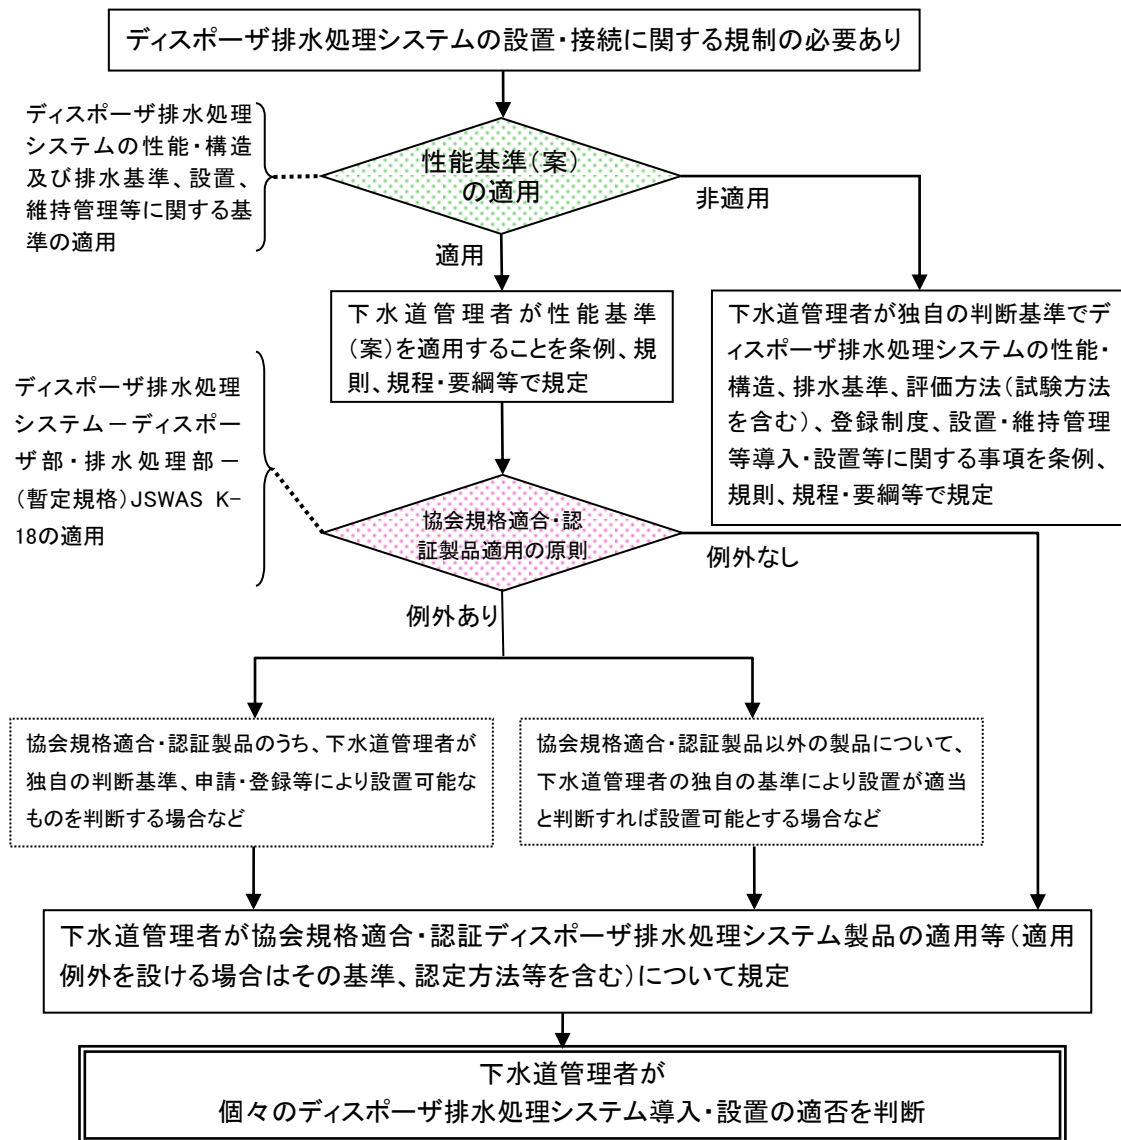 ディスポーザ排水処理システムの設置・接続に関する規制の必要あり
ディスポーザ排水処理
システムの性能・構造
及び排水基準、設置、
維持管理等に関する基
準の適用
性能基準(案)
の適用
非適用
適用
下水道管理者が性能基準
(案)を適用することを条例、規
則、規程・要綱等で規定
下水道管理者が独自の判断基準でデ
ィスポーザ排水処理システムの性能・
構造、排水基準、評価方法(試験方法
を含む)、登録制度、設置・維持管理
等導入・設置等に関する事項を条例、
規則、規程・要綱等で規定
ディスポーザ排水処理
システム-ディスポー
ザ部・排水処理部-
(暫定規格)JSWAS K-
18の適用
協会規格適合・認
証製品適用の原則
例外なし
例外あり
協会規格適合・認証製品のうち、下水道管理者が
独自の判断基準、申請・登録等により設置可能な
ものを判断する場合など
協会規格適合・認証製品以外の製品について、
下水道管理者の独自の基準により設置が適当
と判断すれば設置可能とする場合など
下水道管理者が協会規格適合・認証ディスポーザ排水処理システム製品の適用等(適用
例外を設ける場合はその基準、認定方法等を含む)について規定
下水道管理者が
個々のディスポーザ排水処理システム導入・設置の適否を判断